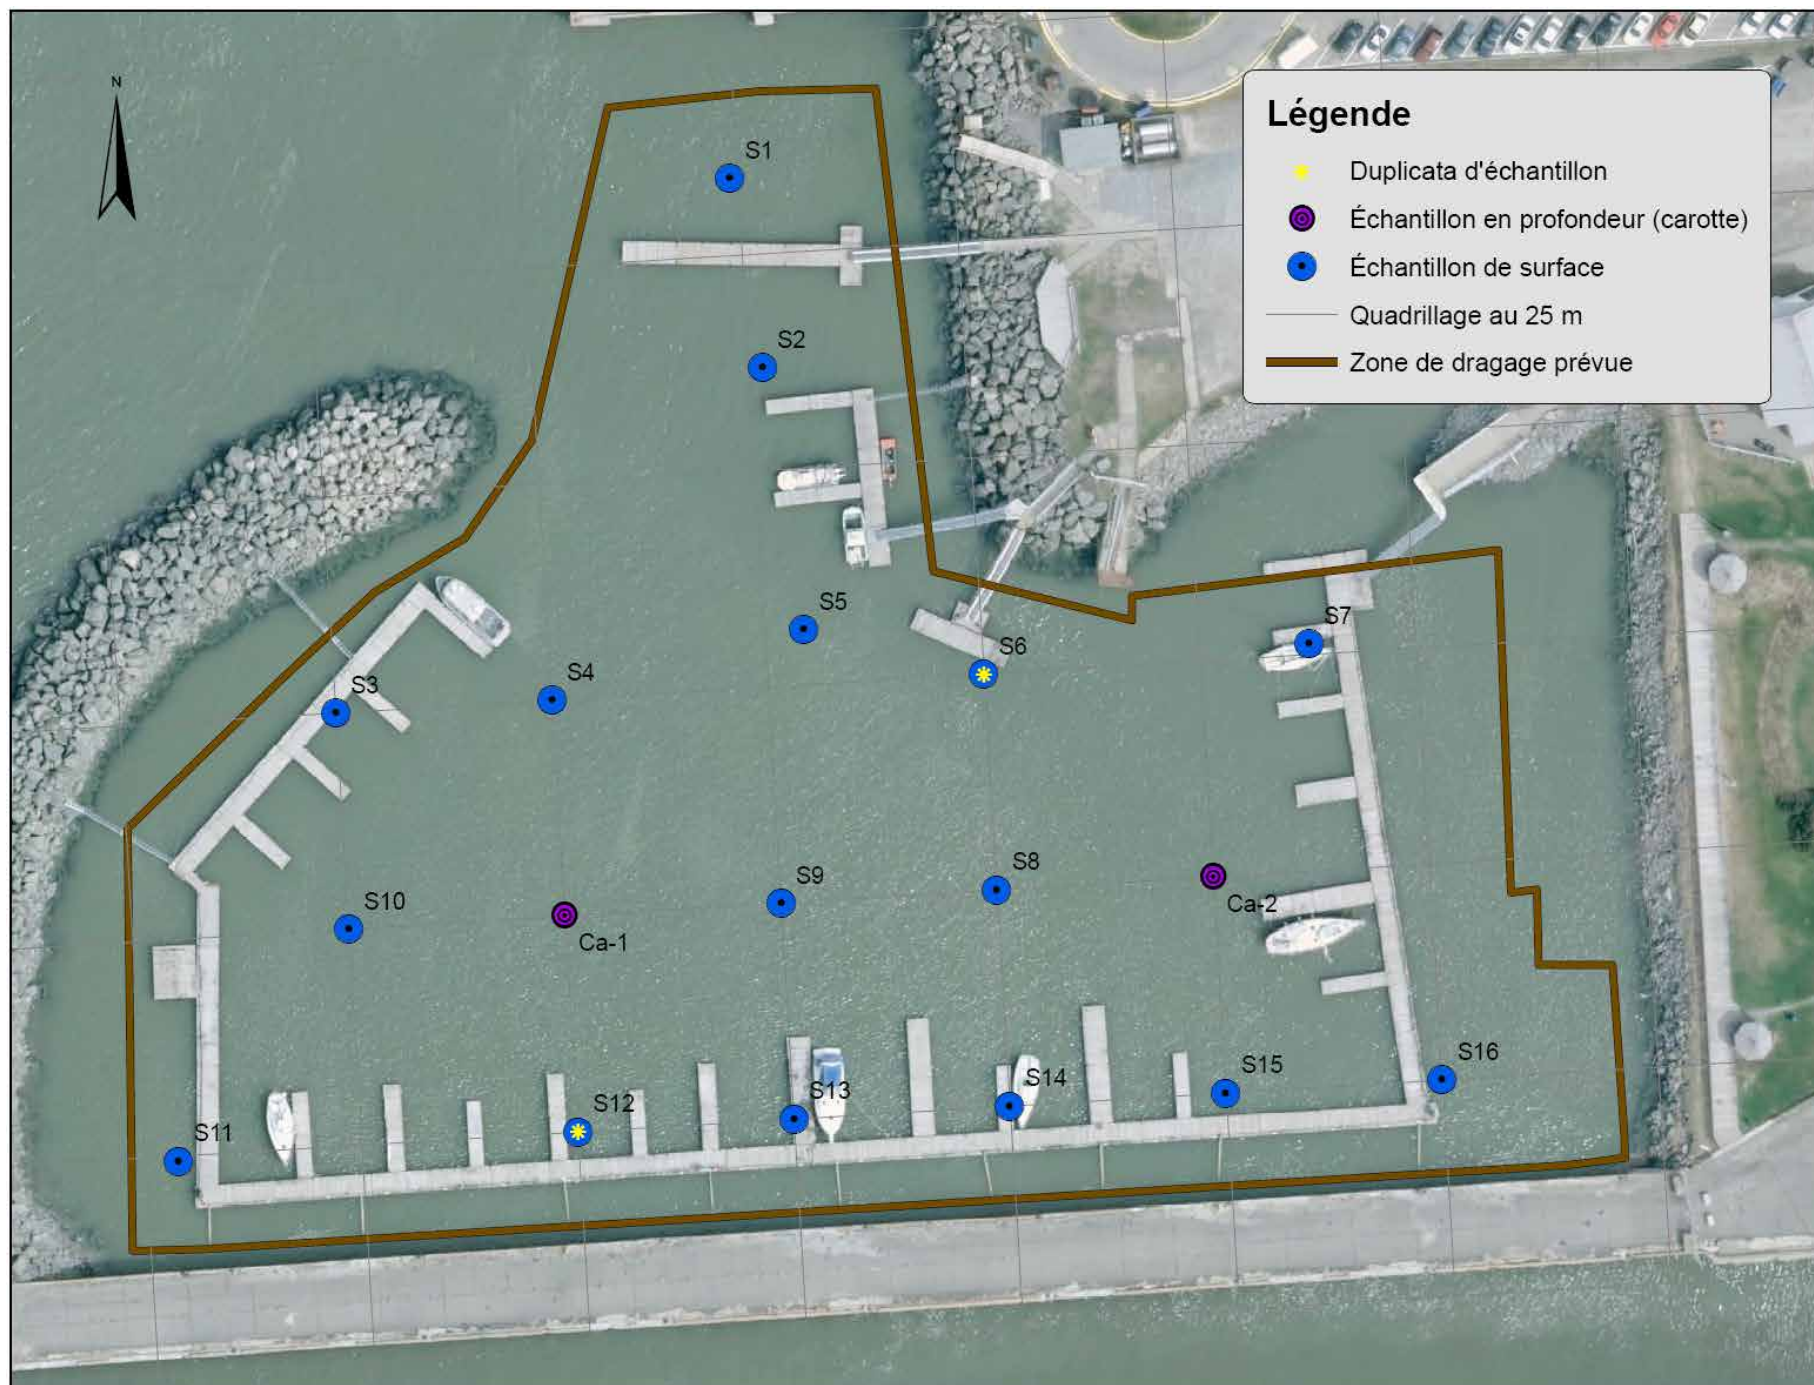 N
Légende
Duplicata d'échantillon
Échantillon en profondeur (carotte)
Échantillon de surface
Quadrillage au 25 m
Zone de dragage prévue
S1
S2
S5
S7
S6
S4
S3
S8
S9
Ca-2
S10
Ca-1
S16
S15
S14
S13
S12
S11